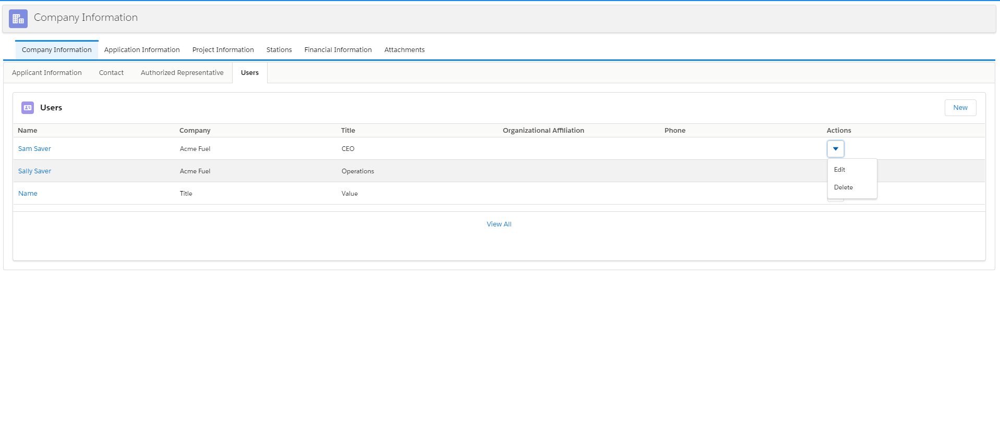 Company Information
Company Information Application Information Project Information Stations Financial Information Attachments
Applicant Information Contact Authorized Representative Users
Users New
Name Company Title Organizational Affiliation Phone Actions
Sam Saver Acme Fuel CEO
Sally Saver Acme Fuel Operations Edit
Name Title Value Delete
View All